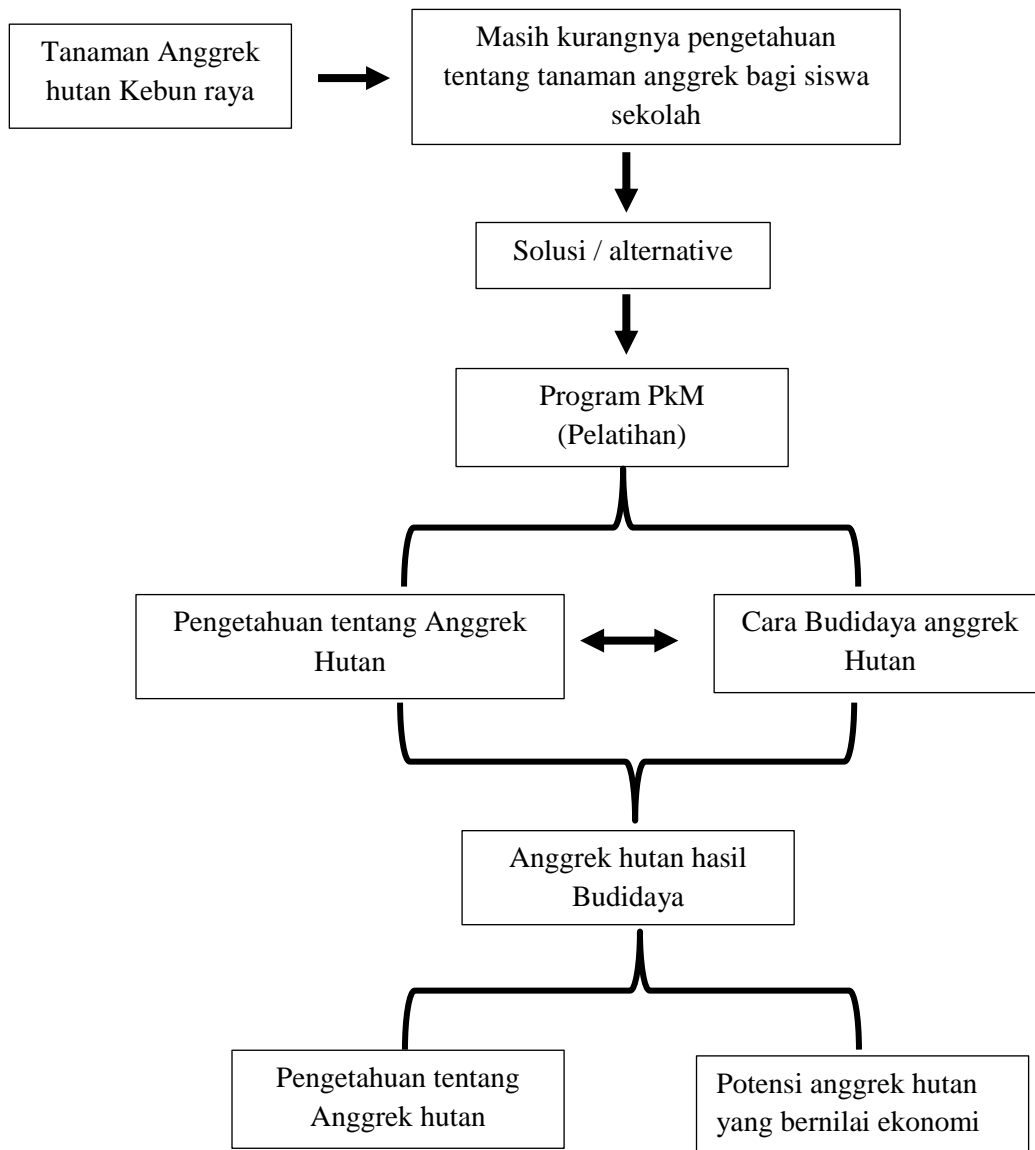 Tanaman Anggrek
hutan Kebun raya
Masih kurangnya pengetahuan
tentang tanaman anggrek bagi siswa
sekolah
Solusi / alternative
Program PkM
(Pelatihan)
Pengetahuan tentang Anggrek
Hutan
Cara Budidaya anggrek
Hutan
Anggrek hutan hasil
Budidaya
Pengetahuan tentang
Anggrek hutan
Potensi anggrek hutan
yang bernilai ekonomi